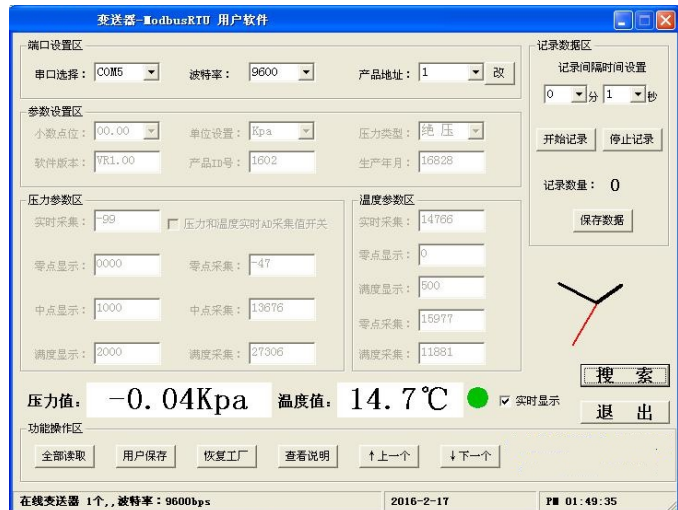 变送器-ModbusRTU 用户软件
端口设置区
串口选择： COM5 波特率： 9600 产品地址： 1 改
参数设置区
小数点位： 00.00 单位设置： Kpa 压力类型： 绝 压
软件版本： VR1.00 产品ID号： 1602 生产年月： 16828
压力参数区
实时采集： -99 压力和温度实时AD采集值开关
零点显示： 0000 零点采集： -47
中点显示： 1000 中点采集： 13676
满度显示： 2000 满度采集： 27306
温度参数区
实时采集： 14766
零点显示： 0
满度显示： 500
零点采集： 15977
满度采集： 11881
记录数据区
记录间隔时间设置
0 分 1 秒
开始记录 停止记录
记录数量： 0
保存数据
搜 索
压力值： -0.04Kpa 温度值： 14.7℃ 实时显示
退 出
功能操作区
全部读取 用户保存 恢复工厂 查看说明 ↑上一个 ↓下一个
在线变送器 1个,,波特率：9600bps 2016-2-17 PM 01:49:35